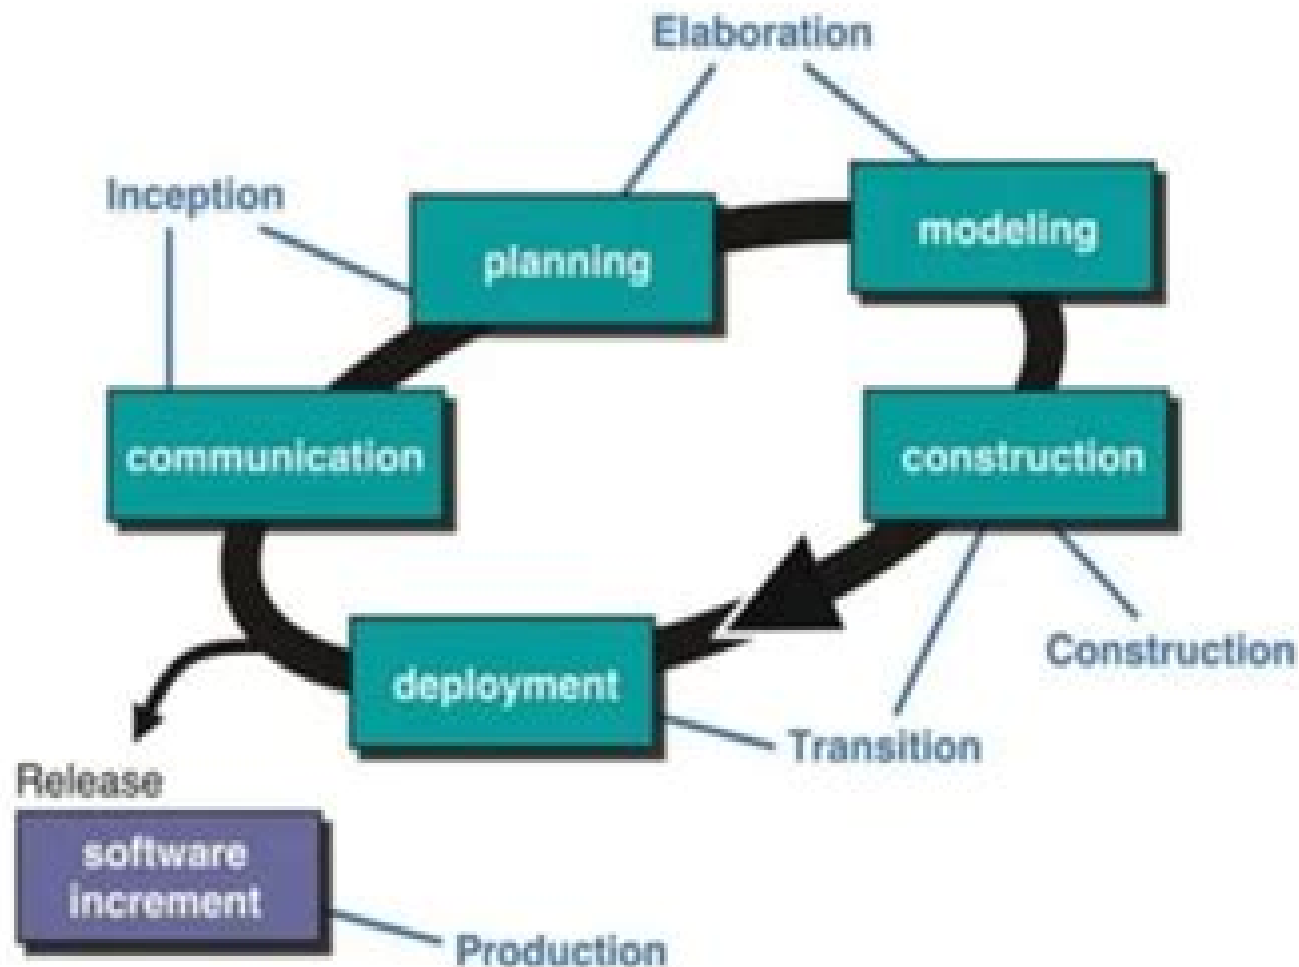 Elaboration
Inception
modeling
planning
communication
construction
Construction
deployment
Transition
Release
software
increment
Production